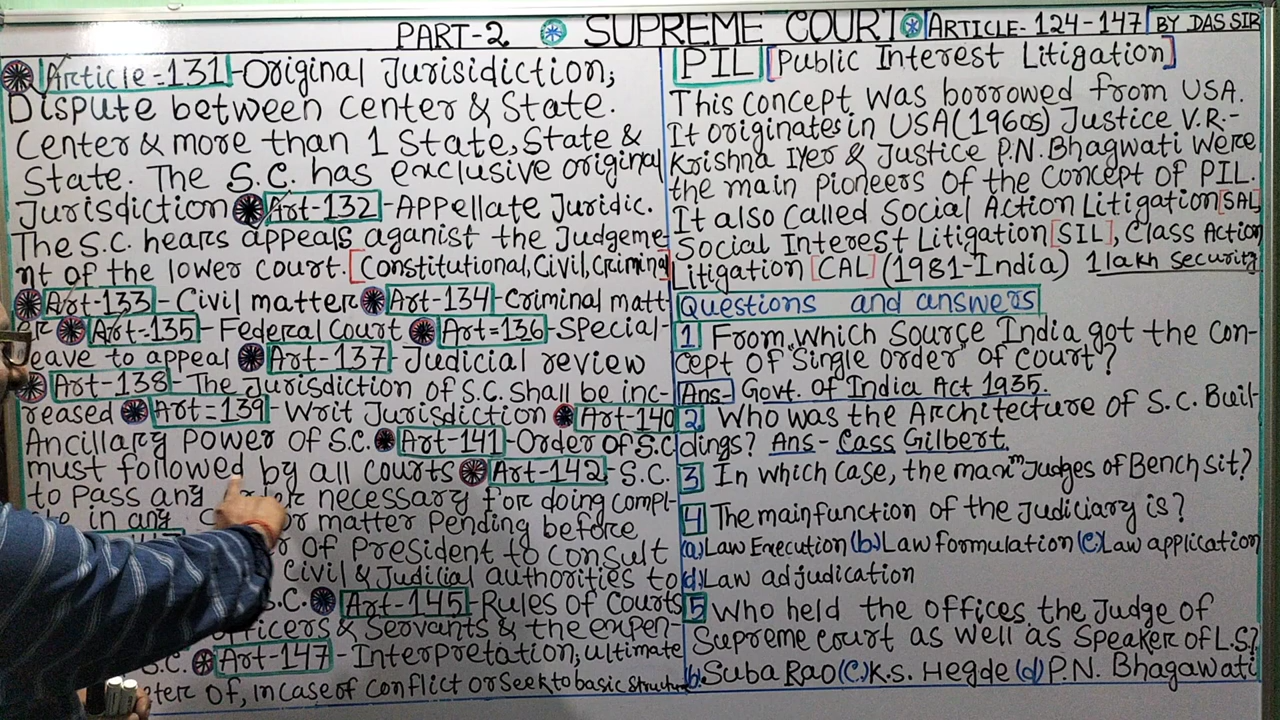 PART-2 SUPREME COURT ARTICLE-124-147 BY DAS SIR
Article=131-Original Jurisidiction;
Dispute between center & State.
Center & more than 1 State, State &
State. The S.C. has exclusive original
Jurisdiction Art-132-Appellate Juridic.
The S.C. hears appeals aganist the Judgeme
nt of the lower court. [Constitutional, Civil, Criminal]
Art-133-Civil matter Art-134-Criminal matt-
er Art-135-Federal Court Art=136-Special-
eave to appeal Art-137-Judicial review
Art-138-The Jurisdiction of S.C. Shall be inc-
reased Art=139-Writ Jurisdiction Art-140
Ancillary Power of S.C. Art-141-Order of S.C
must followed by all courts Art-142-S.C.
to Pass any necessary for doing compl-
in any or matter Pending before
of President to consult
Civil & Judicial authorities to
S.C. Art-145-Rules of Courts
officers & Servants & the expen-
S.C. Art-147-Interpretation; ultimate
of, in case of conflict or seek to basic structure
PIL [Public Interest Litigation]
This concept was borrowed from USA.
It originates in USA (1960s) Justice V.R.-
Krishna Iyer & Justice P.N. Bhagwati were
the main Pioneers of the concept of PIL.
It also called Social Action Litigation [SAL]
Social Interest Litigation [SIL], Class Action
Litigation [CAL] (1981-India) 1 lakh security
Questions and answers
1 From which Source India got the con-
cept of "Single order" of court?
Ans- Govt. of India Act 1935.
2. Who was the Architecture of S.C. Buil-
dings? Ans- Cass Gilbert.
3 In which case, the maxm Judges of Bench sit?
4 The main function of the Judiciary is?
(a) Law Execution (b) Law formulation (c) Law application
(d) Law adjudication
5 Who held the offices the Judge of
Supreme court as well as Speaker of L.S?
b. Suba Rao (C) K.s. Hegde (d) P.N. Bhagawati